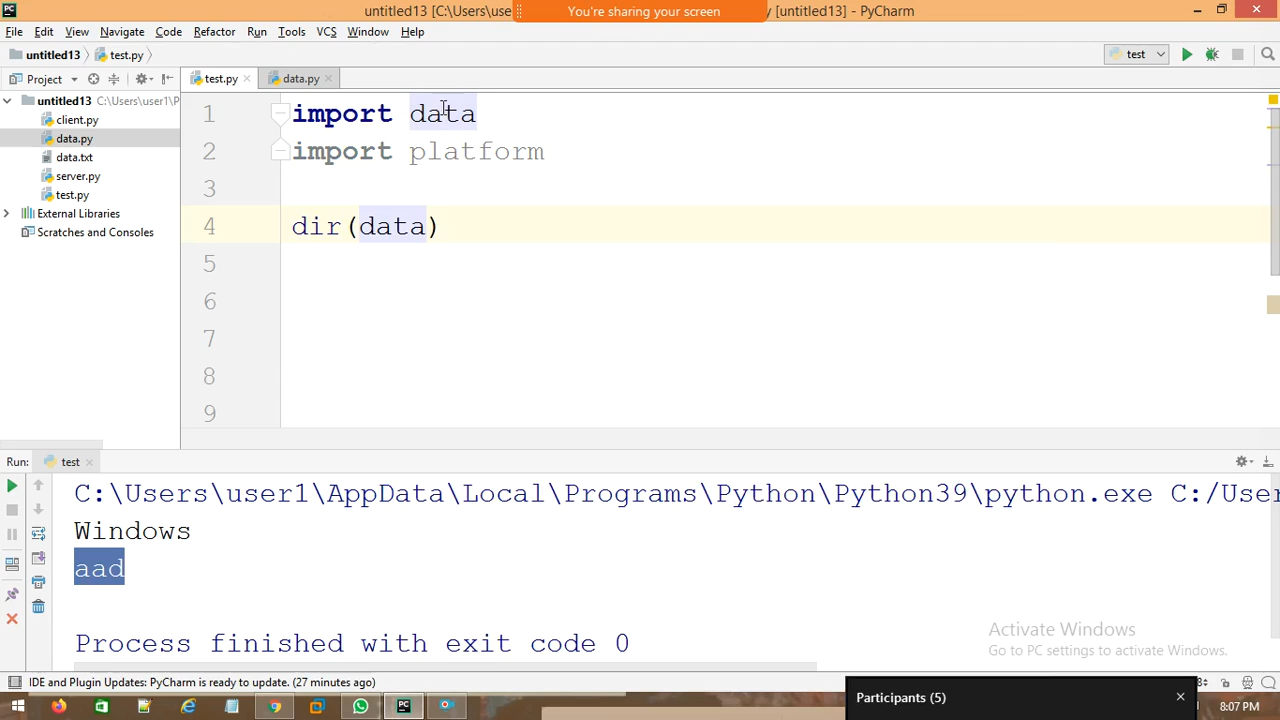 PC
untitled13 [C:\Users\use
You're sharing your screen
y [untitled13] - PyCharm
File Edit View Navigate Code Refactor Run Tools VCS Window Help
untitled13 test.py
test
Project
test.py
data.py
untitled13 C:\Users\user1\P
client.py
data.py
data.txt
server.py
test.py
External Libraries
Scratches and Consoles
1 import data
2 import platform
3
4 dir(data)
5
6
7
8
9
Run: test
C:\Users\user1\AppData\Local\Programs\Python\Python39\python.exe C:/User
Windows
aad
Process finished with exit code 0
Activate Windows
Go to PC settings to activate Windows.
IDE and Plugin Updates: PyCharm is ready to update. (27 minutes ago)
Participants (5)
8:07 PM